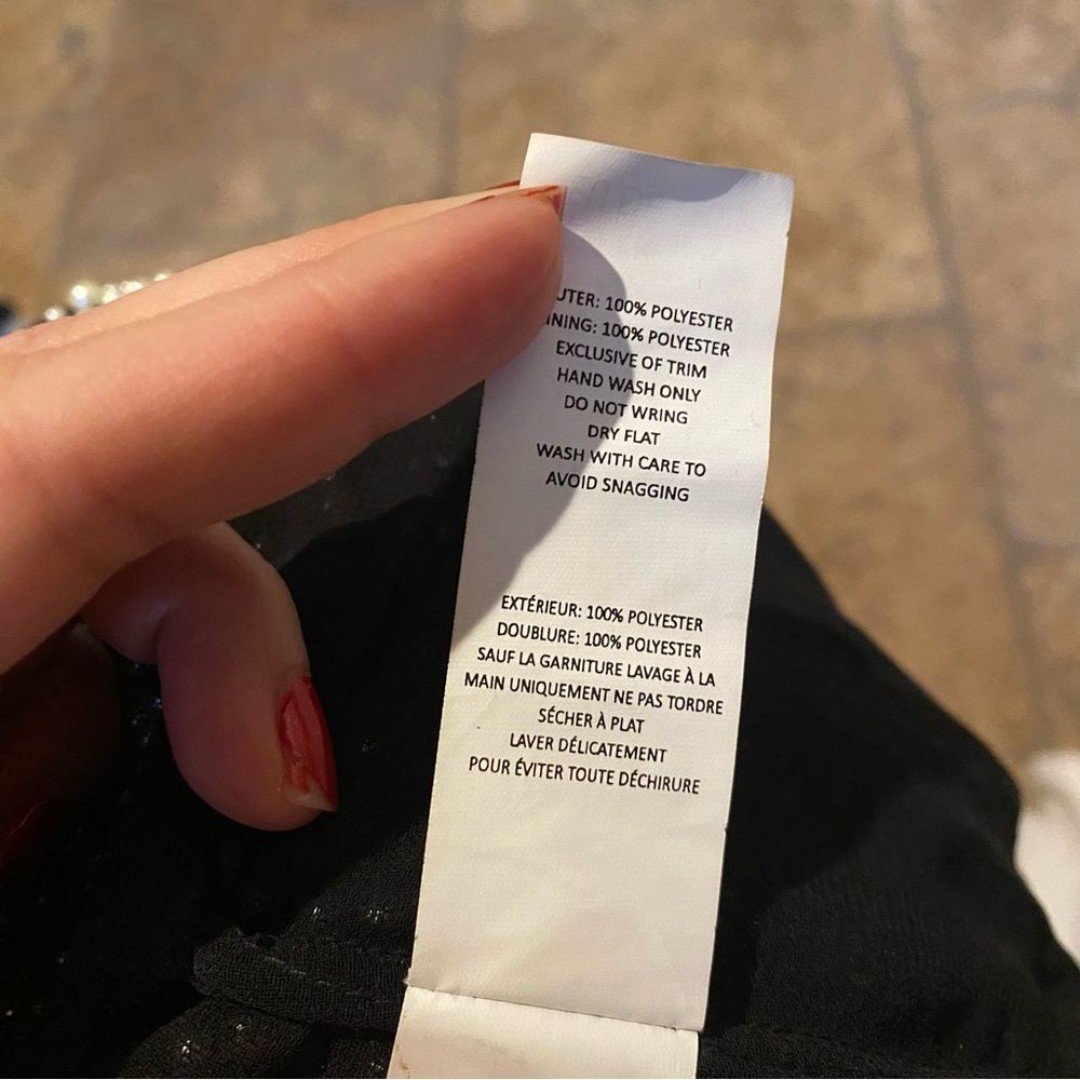 UTER: 100% POLYESTER
INING: 100% POLYESTER
EXCLUSIVE OF TRIM
HAND WASH ONLY
DO NOT WRING
DRY FLAT
WASH WITH CARE TO
AVOID SNAGGING
EXTÉRIEUR: 100% POLYESTER
DOUBLURE: 100% POLYESTER
SAUF LA GARNITURE LAVAGE À LA
MAIN UNIQUEMENT NE PAS TORDRE
SÉCHER À PLAT
LAVER DÉLICATEMENT
POUR ÉVITER TOUTE DÉCHIRURE